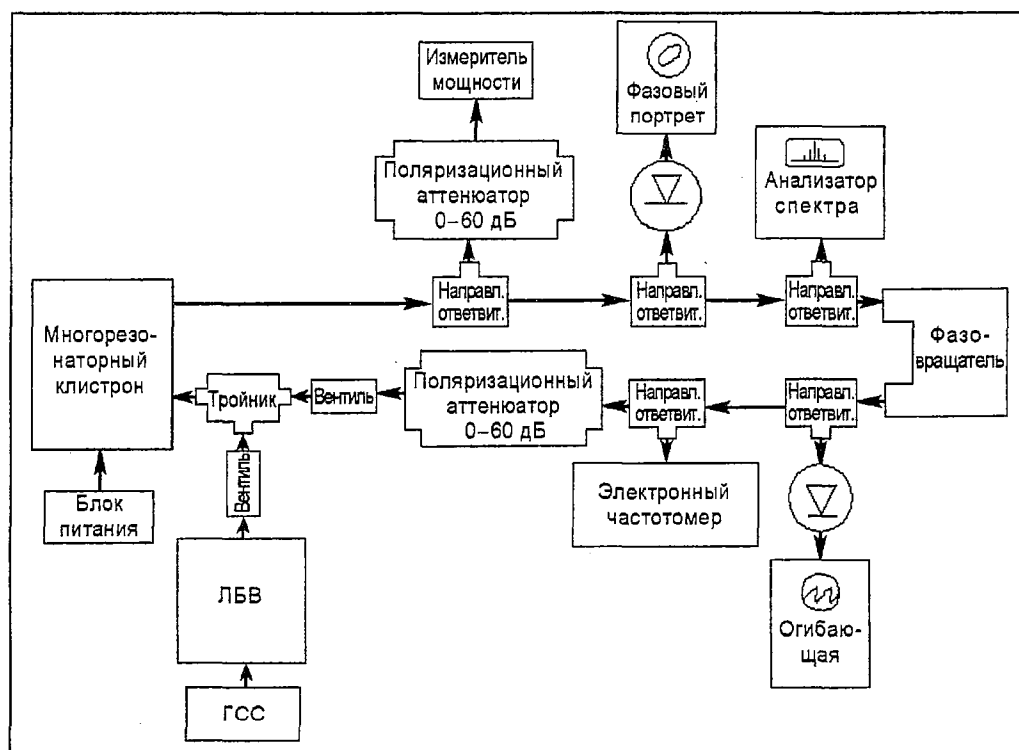 Измеритель
мощности
Фазовый
портрет
Поляризационный
аттенюатор
0–60 дБ
Анализатор
спектра
Многорезо-
наторный
клистрон
Направл.
ответвит.
Направл.
ответвит.
Направл.
ответвит.
Фазо-
вращатель
Тройник
Вентиль
Поляризационный
аттенюатор
0–60 дБ
Направл.
ответвит.
Направл.
ответвит.
Вентиль
Блок
питания
Электронный
частотомер
ЛБВ
Огибаю-
щая
ГСС